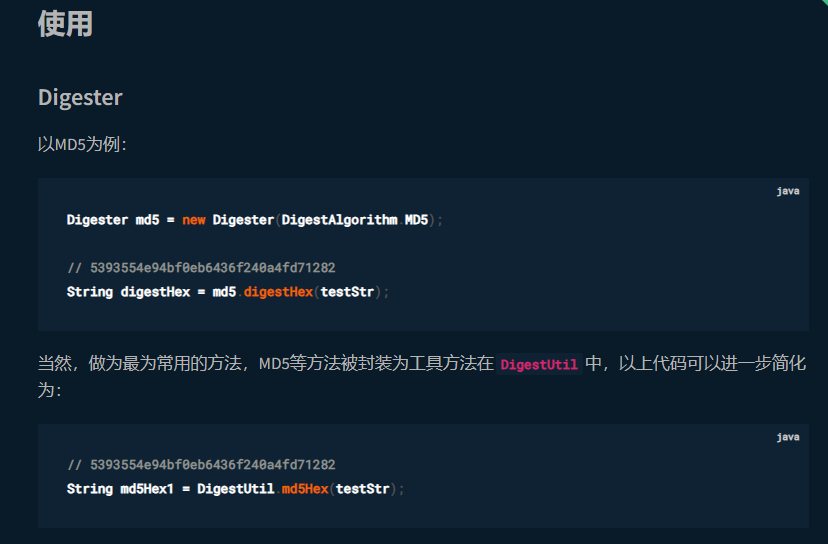 使用
Digester
以MD5为例：
java
Digester md5 = new Digester(DigestAlgorithm.MD5);
// 5393554e94bf0eb6436f240a4fd71282
String digestHex = md5.digestHex(testStr);
当然，做为最为常用的方法，MD5等方法被封装为工具方法在 DigestUtil 中，以上代码可以进一步简化
为：
java
// 5393554e94bf0eb6436f240a4fd71282
String md5Hex1 = DigestUtil.md5Hex(testStr);